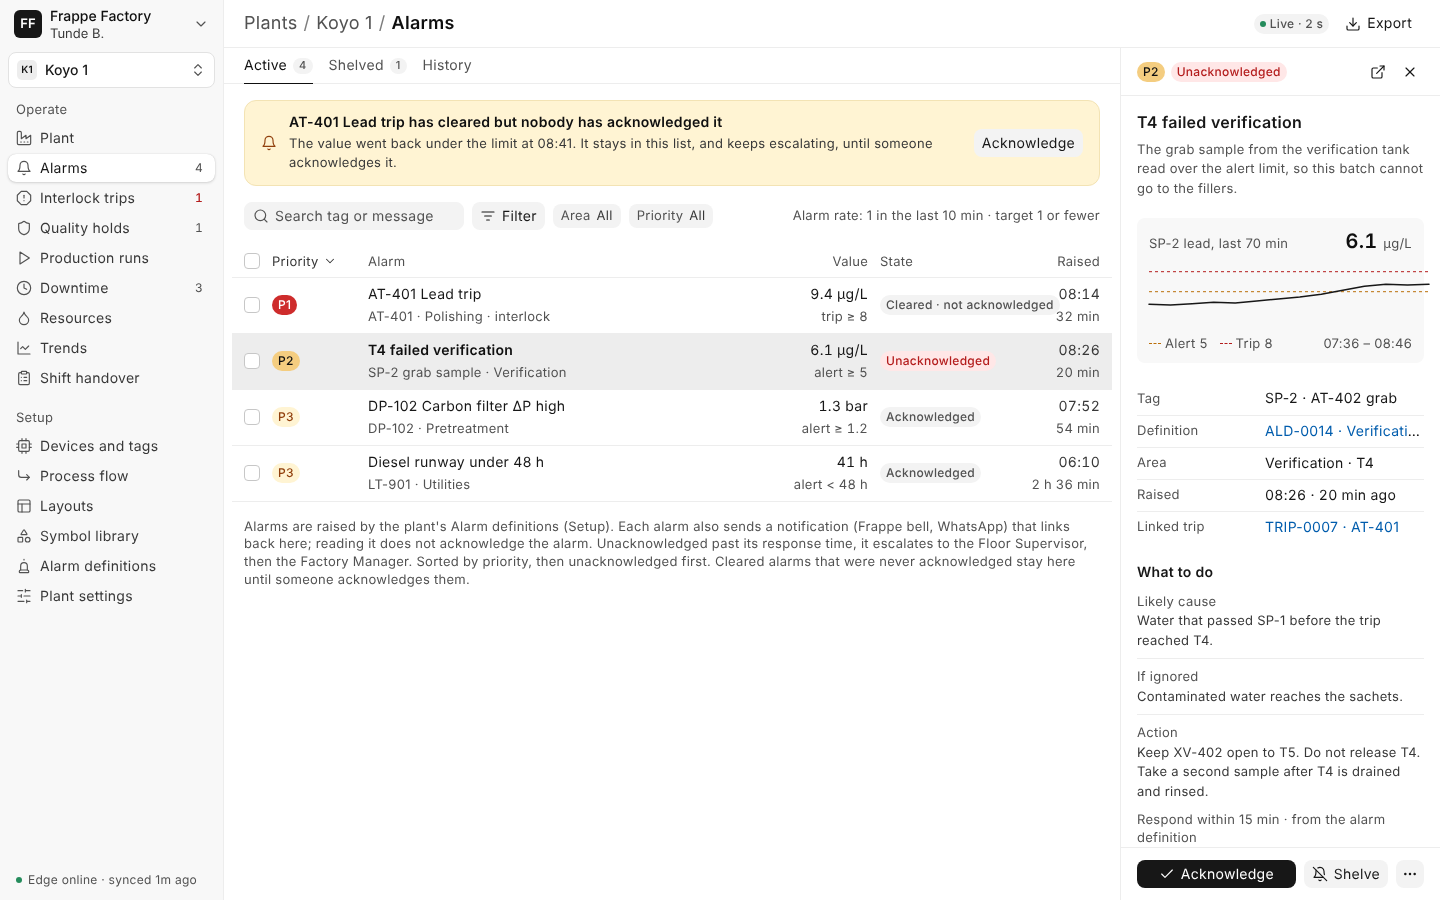 FF
Frappe Factory
Tunde B.
K1 Koyo 1
Operate
Plant
Alarms 4
Interlock trips 1
Quality holds 1
Production runs
Downtime 3
Resources
Trends
Shift handover
Setup
Devices and tags
Process flow
Layouts
Symbol library
Alarm definitions
Plant settings
Edge online · synced 1m ago
Plants / Koyo 1 / Alarms
Live · 2 s
Export
Active 4 Shelved 1 History
AT-401 Lead trip has cleared but nobody has acknowledged it
The value went back under the limit at 08:41. It stays in this list, and keeps escalating, until someone
acknowledges it.
Acknowledge
Search tag or message
Filter
Area All
Priority All
Alarm rate: 1 in the last 10 min · target 1 or fewer
Priority Alarm Value State Raised
P1 AT-401 Lead trip 9.4 µg/L Cleared · not acknowledged 08:14
AT-401 · Polishing · interlock trip ≥ 8 32 min
P2 T4 failed verification 6.1 µg/L Unacknowledged 08:26
SP-2 grab sample · Verification alert ≥ 5 20 min
P3 DP-102 Carbon filter ΔP high 1.3 bar Acknowledged 07:52
DP-102 · Pretreatment alert ≥ 1.2 54 min
P3 Diesel runway under 48 h 41 h Acknowledged 06:10
LT-901 · Utilities alert < 48 h 2 h 36 min
Alarms are raised by the plant's Alarm definitions (Setup). Each alarm also sends a notification (Frappe bell, WhatsApp) that links
back here; reading it does not acknowledge the alarm. Unacknowledged past its response time, it escalates to the Floor Supervisor,
then the Factory Manager. Sorted by priority, then unacknowledged first. Cleared alarms that were never acknowledged stay here
until someone acknowledges them.
P2 Unacknowledged
T4 failed verification
The grab sample from the verification tank
read over the alert limit, so this batch cannot
go to the fillers.
SP-2 lead, last 70 min 6.1 µg/L
Alert 5 Trip 8 07:36 – 08:46
Tag SP-2 · AT-402 grab
Definition ALD-0014 · Verificati...
Area Verification · T4
Raised 08:26 · 20 min ago
Linked trip TRIP-0007 · AT-401
What to do
Likely cause
Water that passed SP-1 before the trip
reached T4.
If ignored
Contaminated water reaches the sachets.
Action
Keep XV-402 open to T5. Do not release T4.
Take a second sample after T4 is drained
and rinsed.
Respond within 15 min · from the alarm
definition
Acknowledge
Shelve